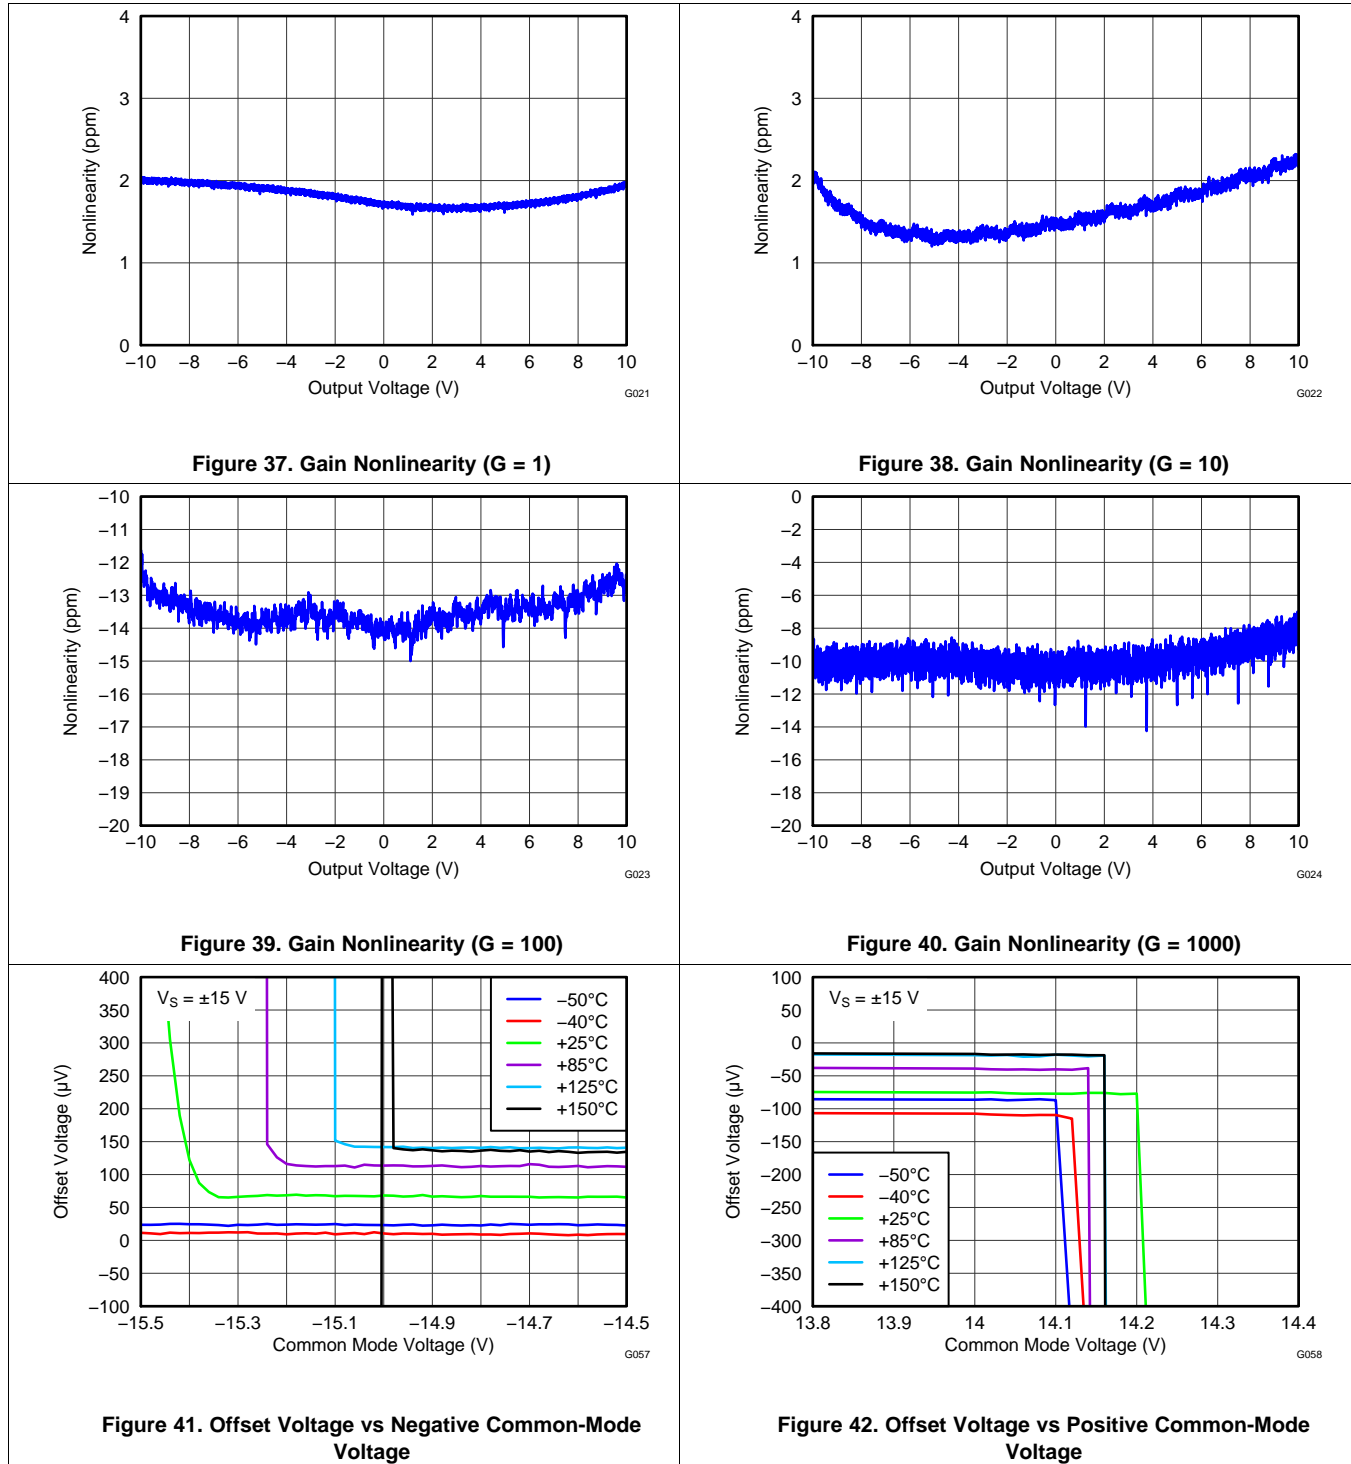 4
3
2
1
0
Nonlinearity (ppm)
−10 −8 −6 −4 −2 0 2 4 6 8 10
Output Voltage (V)
G021
Figure 37. Gain Nonlinearity (G = 1)
4
3
2
1
0
Nonlinearity (ppm)
−10 −8 −6 −4 −2 0 2 4 6 8 10
Output Voltage (V)
G022
Figure 38. Gain Nonlinearity (G = 10)
−10
−11
−12
−13
−14
−15
−16
−17
−18
−19
−20
Nonlinearity (ppm)
−10 −8 −6 −4 −2 0 2 4 6 8 10
Output Voltage (V)
G023
Figure 39. Gain Nonlinearity (G = 100)
0
−2
−4
−6
−8
−10
−12
−14
−16
−18
−20
Nonlinearity (ppm)
−10 −8 −6 −4 −2 0 2 4 6 8 10
Output Voltage (V)
G024
Figure 40. Gain Nonlinearity (G = 1000)
400
350
300
250
200
150
100
50
0
−50
−100
Offset Voltage (µV)
VS = ±15 V
−50°C
−40°C
+25°C
+85°C
+125°C
+150°C
−15.5 −15.3 −15.1 −14.9 −14.7 −14.5
Common Mode Voltage (V)
G057
Figure 41. Offset Voltage vs Negative Common-Mode
Voltage
100
50
0
−50
−100
−150
−200
−250
−300
−350
−400
Offset Voltage (µV)
VS = ±15 V
−50°C
−40°C
+25°C
+85°C
+125°C
+150°C
13.8 13.9 14 14.1 14.2 14.3 14.4
Common Mode Voltage (V)
G058
Figure 42. Offset Voltage vs Positive Common-Mode
Voltage